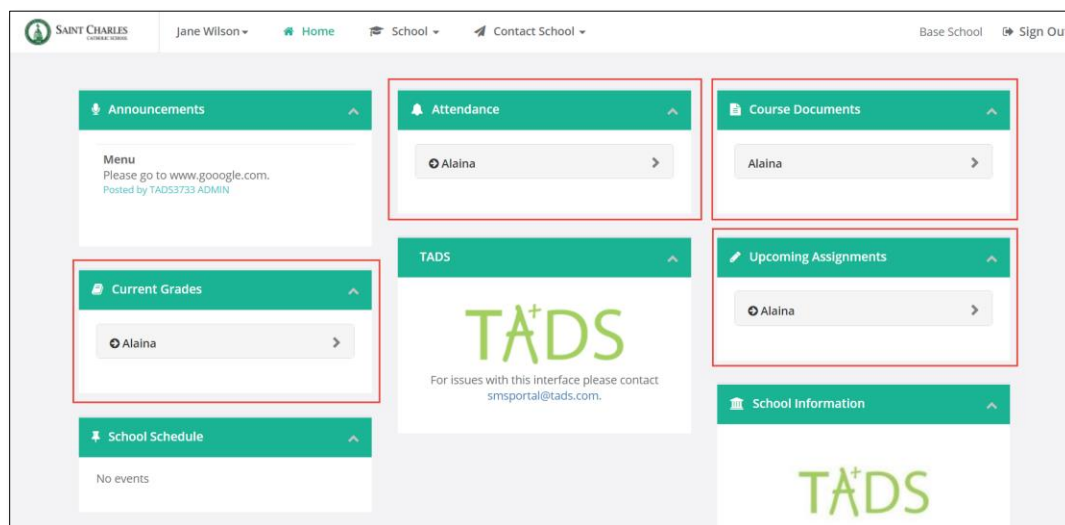 SAINT CHARLES
CATHOLIC SCHOOL
Jane Wilson
Home
School
Contact School
Base School
Sign Out
Announcements
Menu
Please go to www.gooogle.com.
Posted by TADS3733 ADMIN
Current Grades
Alaina
School Schedule
No events
Attendance
Alaina
TADS
TADS
For issues with this interface please contact
smsportal@tads.com.
Course Documents
Alaina
Upcoming Assignments
Alaina
School Information
TADS